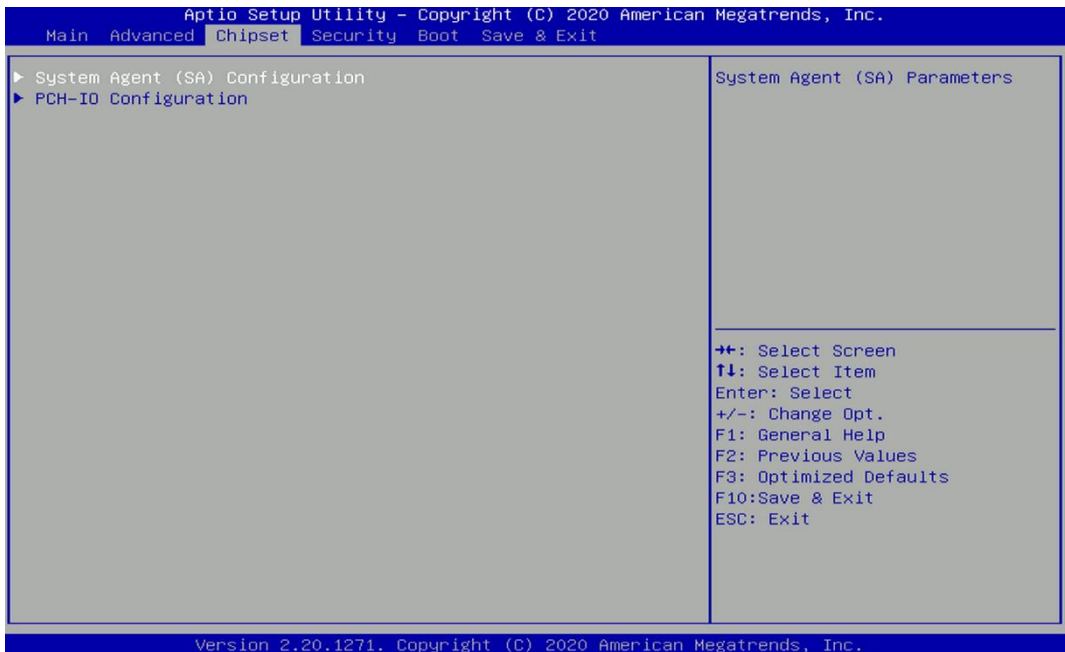 Aptio Setup Utility – Copyright (C) 2020 American Megatrends, Inc.
Main Advanced Chipset Security Boot Save & Exit
▶ System Agent (SA) Configuration
▶ PCH-IO Configuration
System Agent (SA) Parameters
→←: Select Screen
↑↓: Select Item
Enter: Select
+/-: Change Opt.
F1: General Help
F2: Previous Values
F3: Optimized Defaults
F10:Save & Exit
ESC: Exit
Version 2.20.1271. Copyright (C) 2020 American Megatrends, Inc.